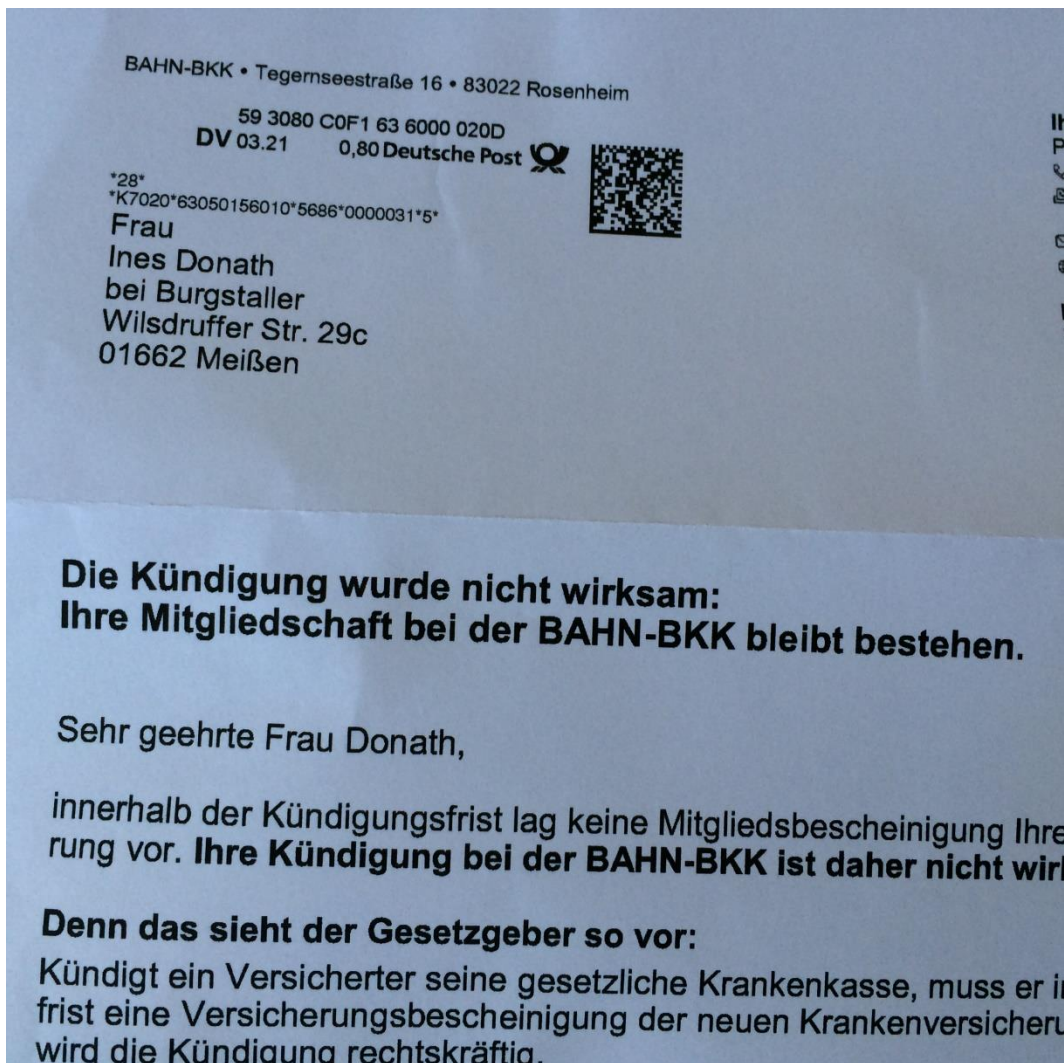 BAHN-BKK • Tegernseestraße 16 • 83022 Rosenheim
59 3080 C0F1 63 6000 020D
DV 03.21 0,80 Deutsche Post
*28*
*K7020*63050156010*5686*0000031*5*
Frau
Ines Donath
bei Burgstaller
Wilsdruffer Str. 29c
01662 Meißen
Die Kündigung wurde nicht wirksam:
Ihre Mitgliedschaft bei der BAHN-BKK bleibt bestehen.
Sehr geehrte Frau Donath,
innerhalb der Kündigungsfrist lag keine Mitgliedsbescheinigung Ihre
rung vor. Ihre Kündigung bei der BAHN-BKK ist daher nicht wir
Denn das sieht der Gesetzgeber so vor:
Kündigt ein Versicherter seine gesetzliche Krankenkasse, muss er i
frist eine Versicherungsbescheinigung der neuen Krankenversicheru
wird die Kündigung rechtskräftig.